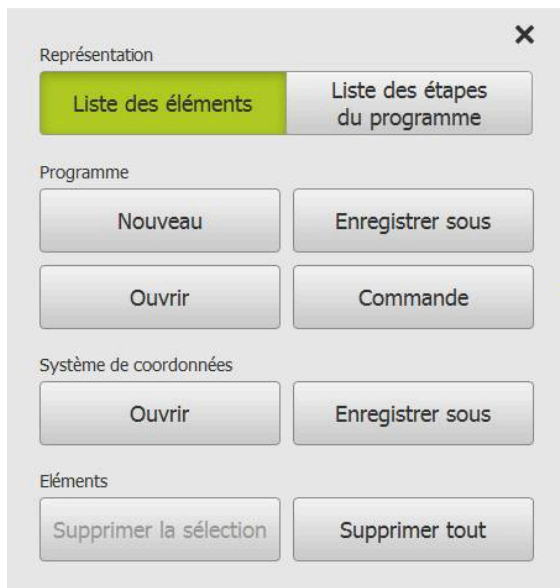 Représentation
Liste des éléments
Liste des étapes
du programme
Programme
Nouveau
Enregistrer sous
Ouvrir
Commande
Système de coordonnées
Ouvrir
Enregistrer sous
Eléments
Supprimer la sélection
Supprimer tout